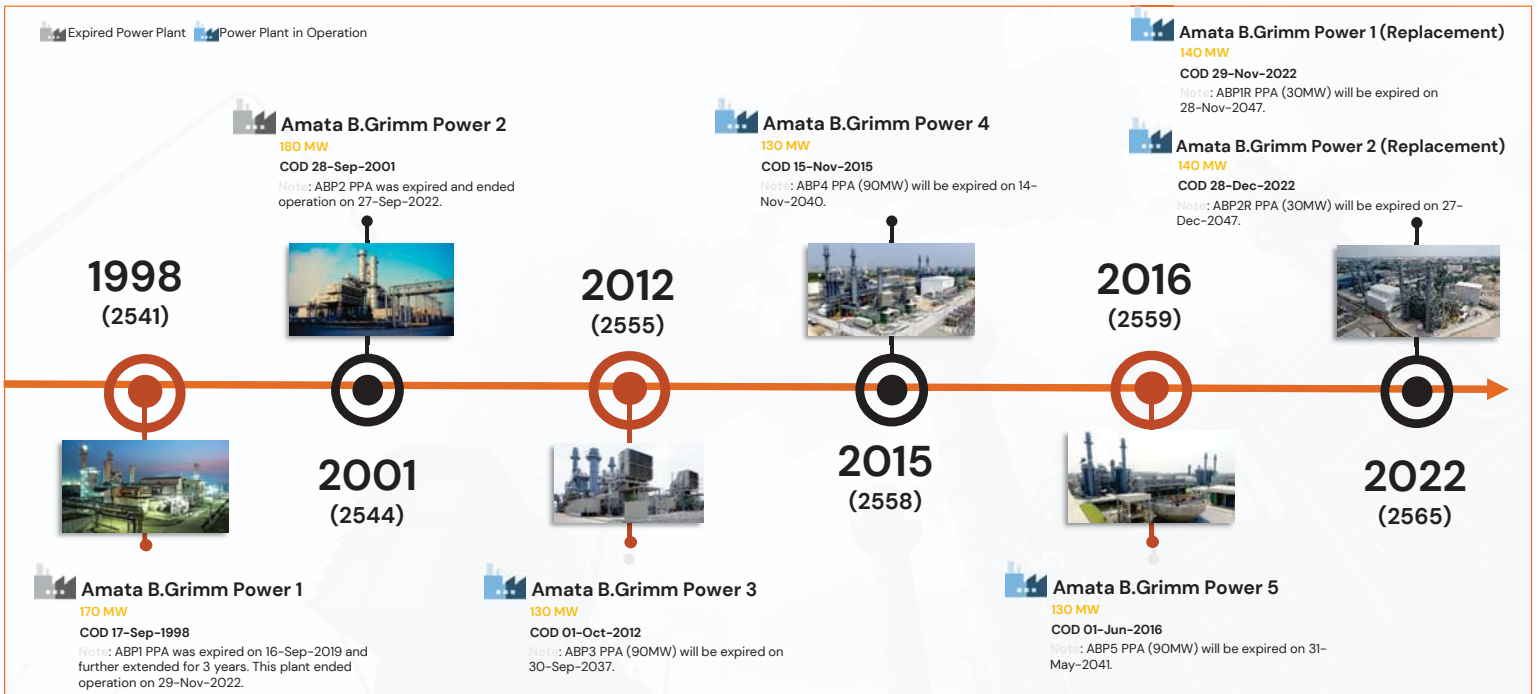 Expired Power Plant
Power Plant in Operation
Amata B.Grimm Power 1 (Replacement)
140 MW
COD 29-Nov-2022
Note: ABP1R PPA (30MW) will be expired on
28-Nov-2047.
Amata B.Grimm Power 2 (Replacement)
140 MW
COD 28-Dec-2022
Note: ABP2R PPA (30MW) will be expired on 27-
Dec-2047.
Amata B.Grimm Power 2
180 MW
COD 28-Sep-2001
Note: ABP2 PPA was expired and ended
operation on 27-Sep-2022.
Amata B.Grimm Power 4
130 MW
COD 15-Nov-2015
Note: ABP4 PPA (90MW) will be expired on 14-
Nov-2040.
1998
(2541)
2012
(2555)
2016
(2559)
2001
(2544)
2015
(2558)
2022
(2565)
Amata B.Grimm Power 1
170 MW
COD 17-Sep-1998
Note: ABP1 PPA was expired on 16-Sep-2019 and
further extended for 3 years. This plant ended
operation on 29-Nov-2022.
Amata B.Grimm Power 3
130 MW
COD 01-Oct-2012
Note: ABP3 PPA (90MW) will be expired on
30-Sep-2037.
Amata B.Grimm Power 5
130 MW
COD 01-Jun-2016
Note: ABP5 PPA (90MW) will be expired on 31-
May-2041.